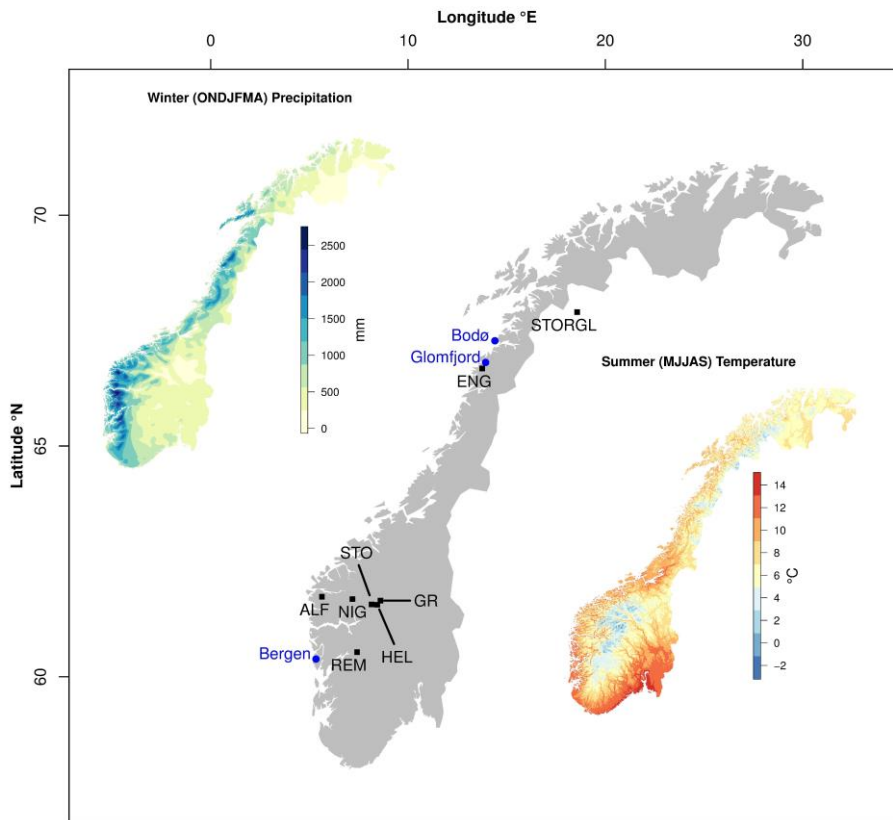 Longitude °E
0 10 20 30
Winter (ONDJFMA) Precipitation
70
2500
2000
1500
1000
500
0
mm
STORGL
Bodø
Glomfjord
ENG
Summer (MJJAS) Temperature
Latitude °N
65
14
12
10
8
6
4
2
0
−2
°C
STO
ALF
NIG
GR
HEL
Bergen
REM
60